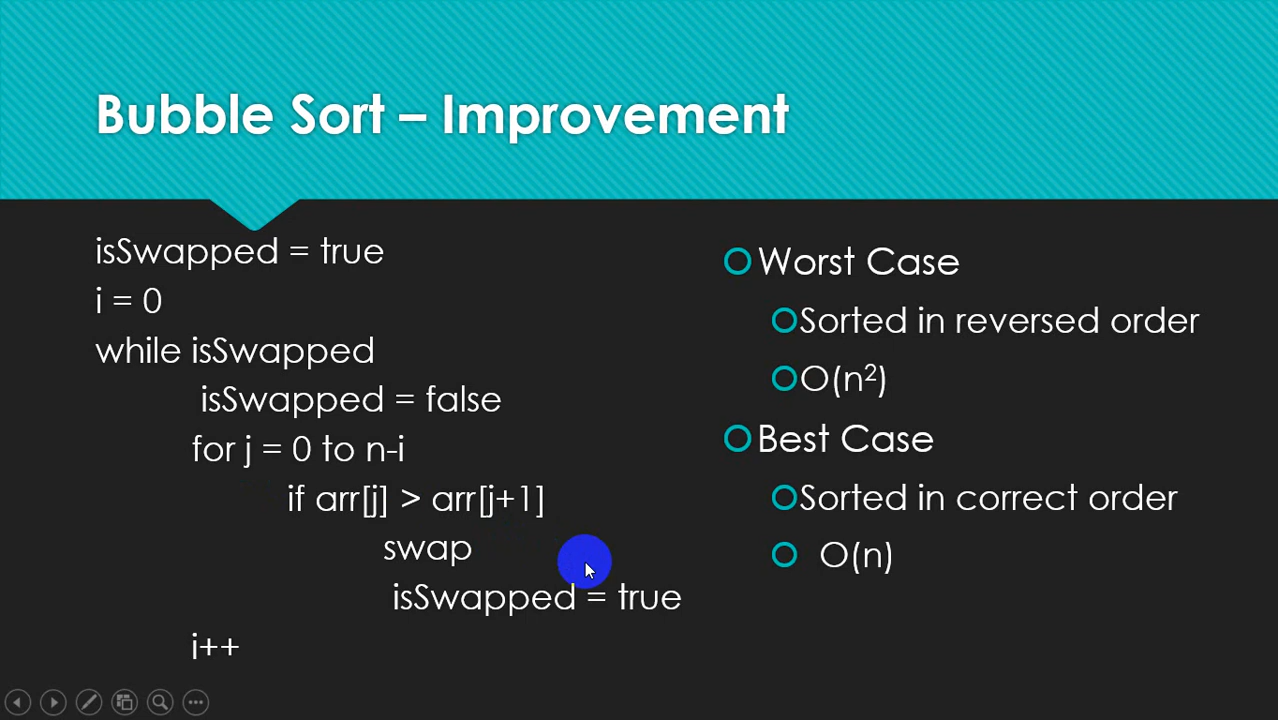 Bubble Sort – Improvement
isSwapped = true
i = 0
while isSwapped
isSwapped = false
for j = 0 to n-i
if arr[j] > arr[j+1]
swap
isSwapped = true
i++
Worst Case
Sorted in reversed order
O(n²)
Best Case
Sorted in correct order
O(n)